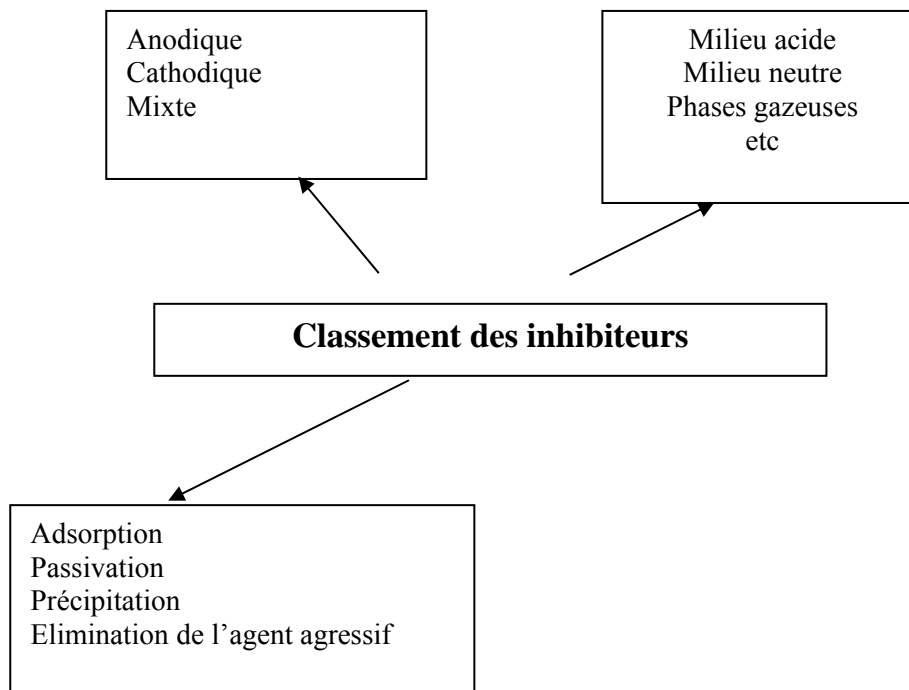 Anodique
Cathodique
Mixte
Milieu acide
Milieu neutre
Phases gazeuses
etc
Classement des inhibiteurs
Adsorption
Passivation
Précipitation
Elimination de l’agent agressif